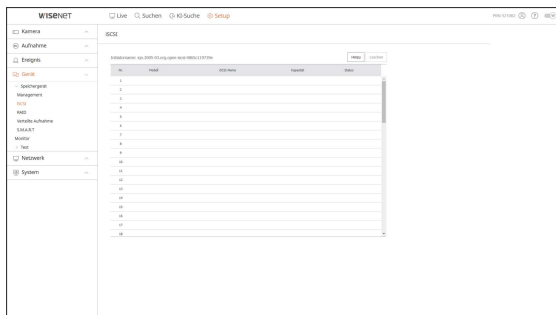 WISENET
Live
Suchen
KI-Suche
Setup
Kamera
Aufnahme
Ereignis
Gerät
Speichergerät
Management
iSCSI
RAID
Verteilte Aufnahme
S.M.A.R.T
Monitor
Text
Netzwerk
System
iSCSI
Nr.
Modell
iSCSI-Name
Kapazität
Status
1
2
3
4
5
6
7
8
9
10
11
12
13
14
15
16
17
18